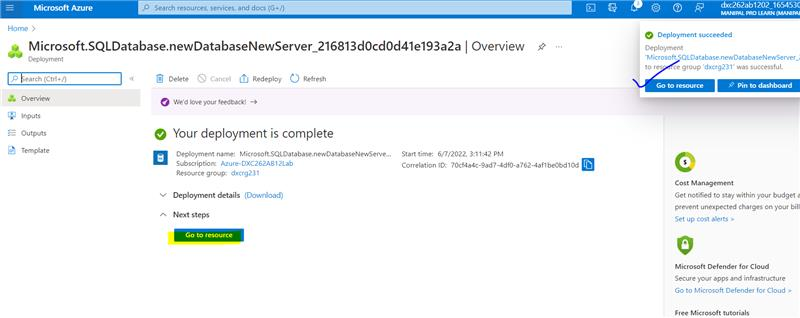 Microsoft Azure
Search resources, services, and docs (G+/)
dxc262ab1202_1654530
MANIPAL PRO LEARN (MANIPAL
Home >
Microsoft.SQLDatabase.newDatabaseNewServer_216813d0cd0d41e193a2a | Overview
Deployment
Search (Ctrl+/)
Overview
Inputs
Outputs
Template
Delete
Cancel
Redeploy
Refresh
We'd love your feedback!
Your deployment is complete
Deployment name: Microsoft.SQLDatabase.newDatabaseNewServe...
Subscription: Azure-DXC262AB12Lab
Resource group: dxcrg231
Start time: 6/7/2022, 3:11:42 PM
Correlation ID: 70cf4a4c-9ad7-4df0-a762-4af1be0bd10d
Deployment details (Download)
Next steps
Go to resource
Deployment succeeded
Deployment
'Microsoft.SQLDatabase.newDatabaseNewServer_2
to resource group 'dxcrg231' was successful.
Go to resource
Pin to dashboard
Cost Management
Get notified to stay within your budget a
prevent unexpected charges on your bill
Set up cost alerts >
Microsoft Defender for Cloud
Secure your apps and infrastructure
Go to Microsoft Defender for Cloud >
Free Microsoft tutorials